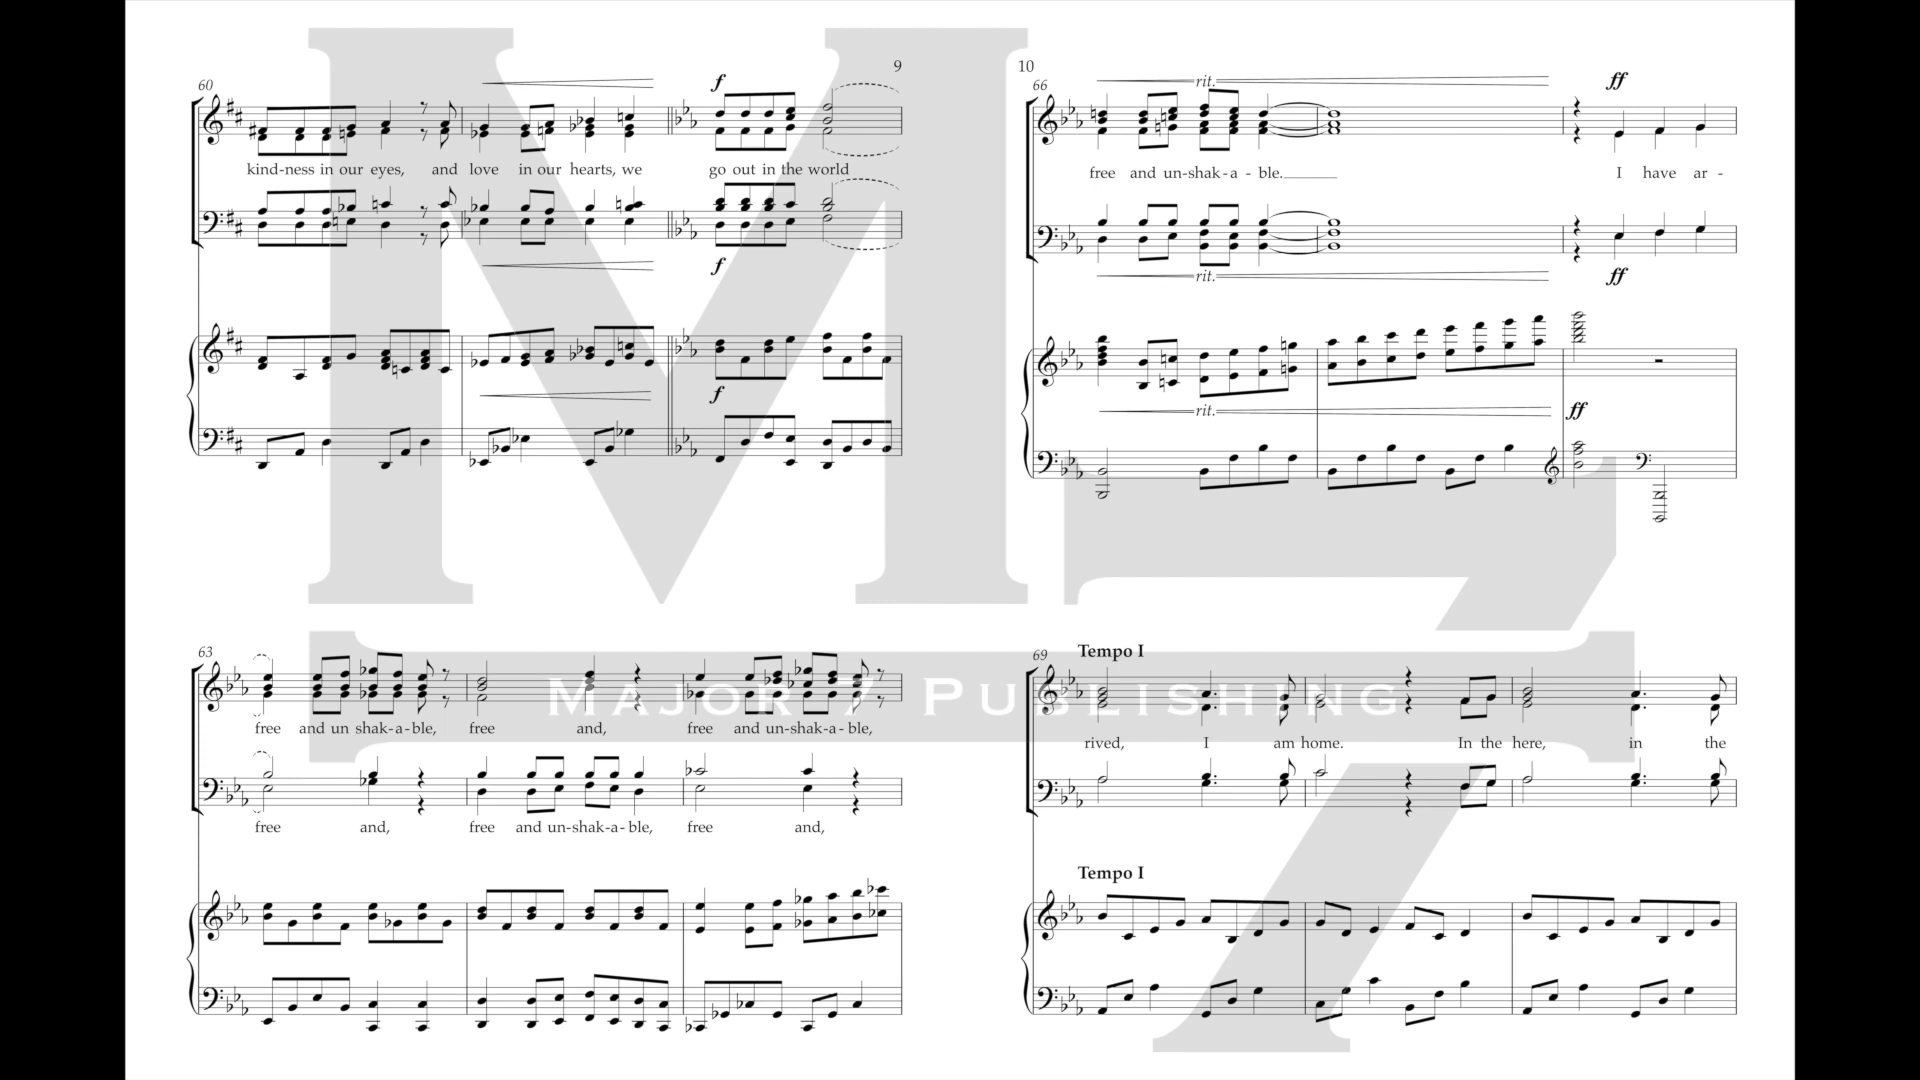 9
60
f
kind-ness in our eyes, and love in our hearts, we go out in the world
f
f
63
free and un shak-a-ble, free and, free and un-shak-a-ble,
free and, free and un-shak-a-ble, free and,
10
66
rit.
ff
free and un-shak-a-ble. I have ar-
rit.
ff
rit.
ff
69
Tempo I
rived, I am home. In the here, in the
Tempo I
M7
MAJOR 7 PUBLISHING